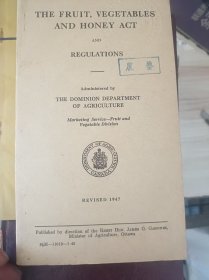 THE FRUIT, VEGETABLES
AND HONEY ACT
AND
REGULATIONS
Administered by
THE DOMINION DEPARTMENT
OF AGRICULTURE
Marketing Service—Fruit and
Vegetable Division
REVISED 1947
Published by direction of the Right Hon. James G. Gardiner,
Minister of Agriculture, Ottawa